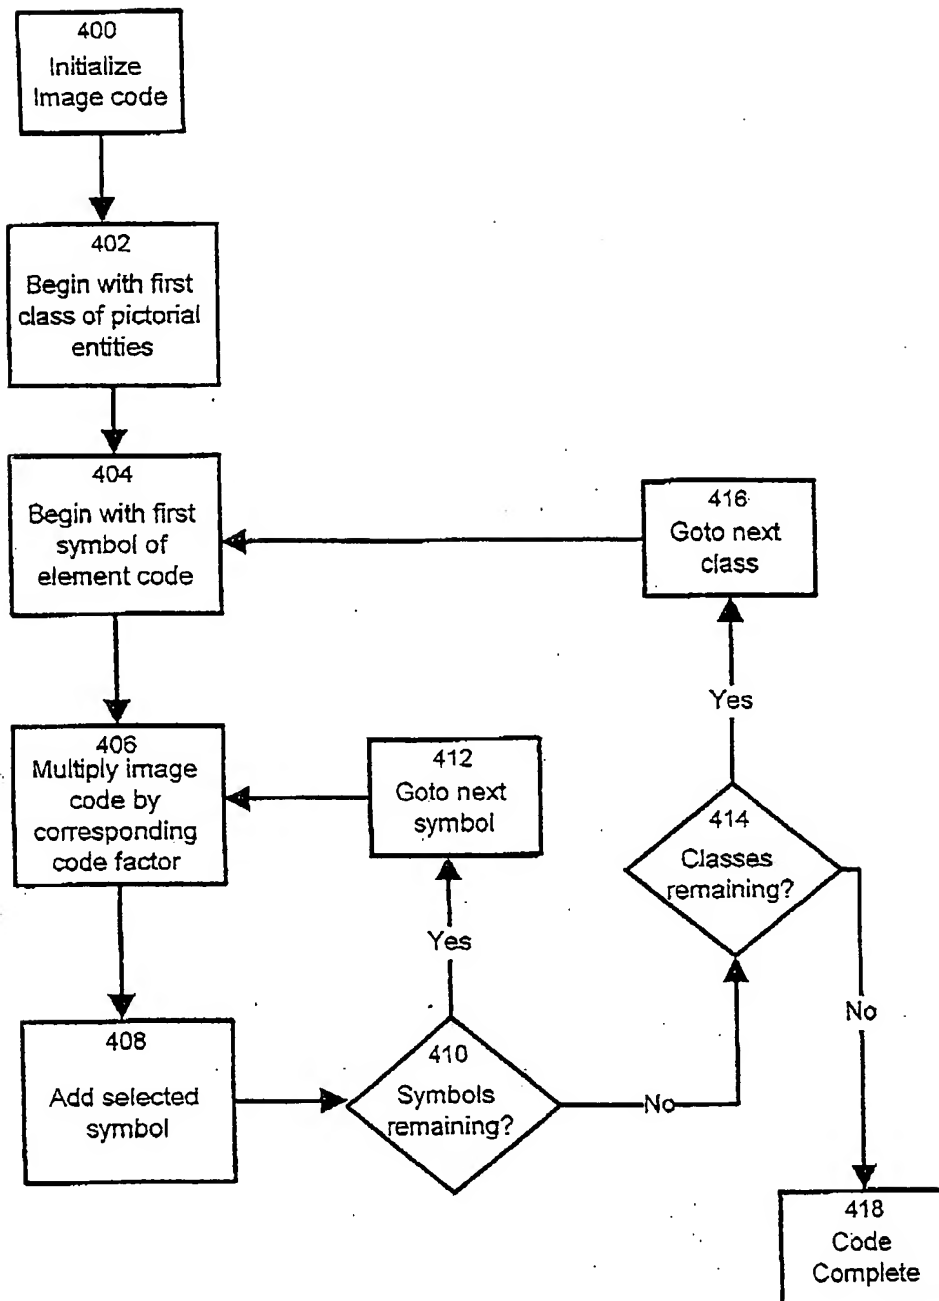 400
Initialize
Image code
402
Begin with first
class of pictorial
entities
404
Begin with first
symbol of
element code
416
Goto next
class
Yes
406
Multiply image
code by
corresponding
code factor
412
Goto next
symbol
414
Classes
remaining?
Yes
No
408
Add selected
symbol
410
Symbols
remaining?
No
418
Code
Complete